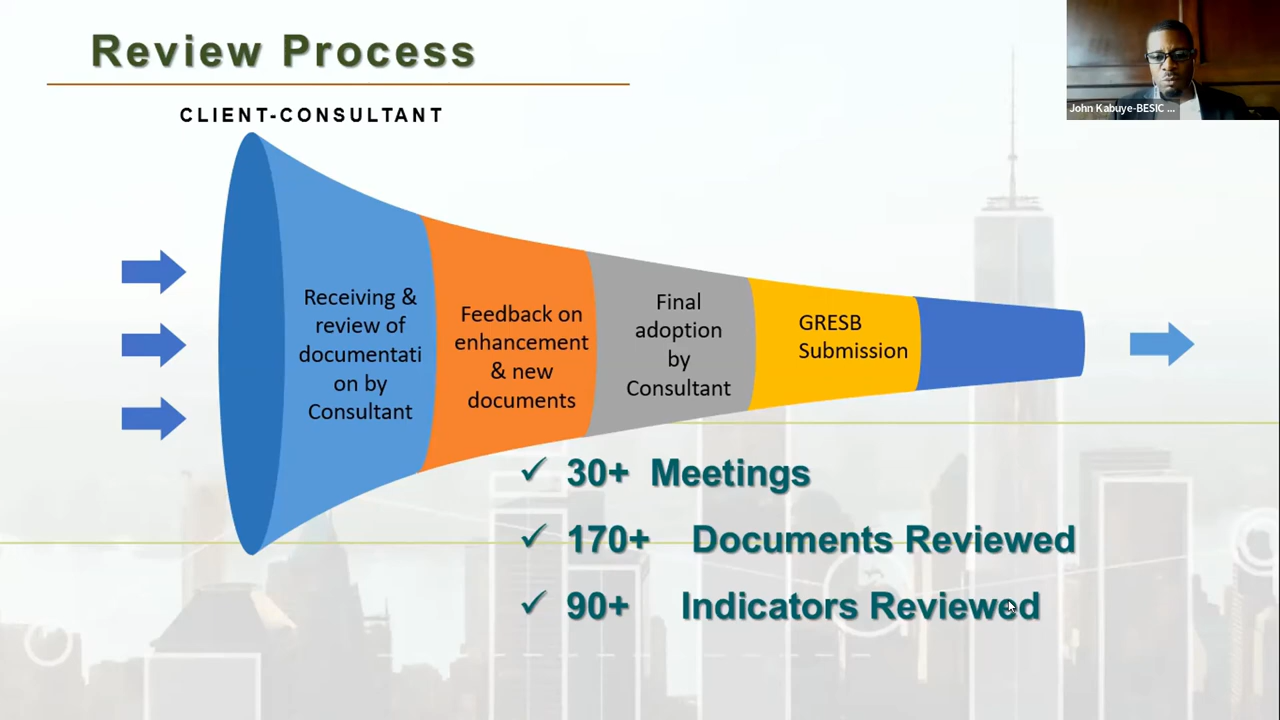 Review Process
CLIENT-CONSULTANT
John Kabuye-BESIC ...
Receiving &
review of
documentati
on by
Consultant
Feedback on
enhancement
& new
documents
Final
adoption
by
Consultant
GRESB
Submission
✓ 30+ Meetings
✓ 170+ Documents Reviewed
✓ 90+ Indicators Reviewed